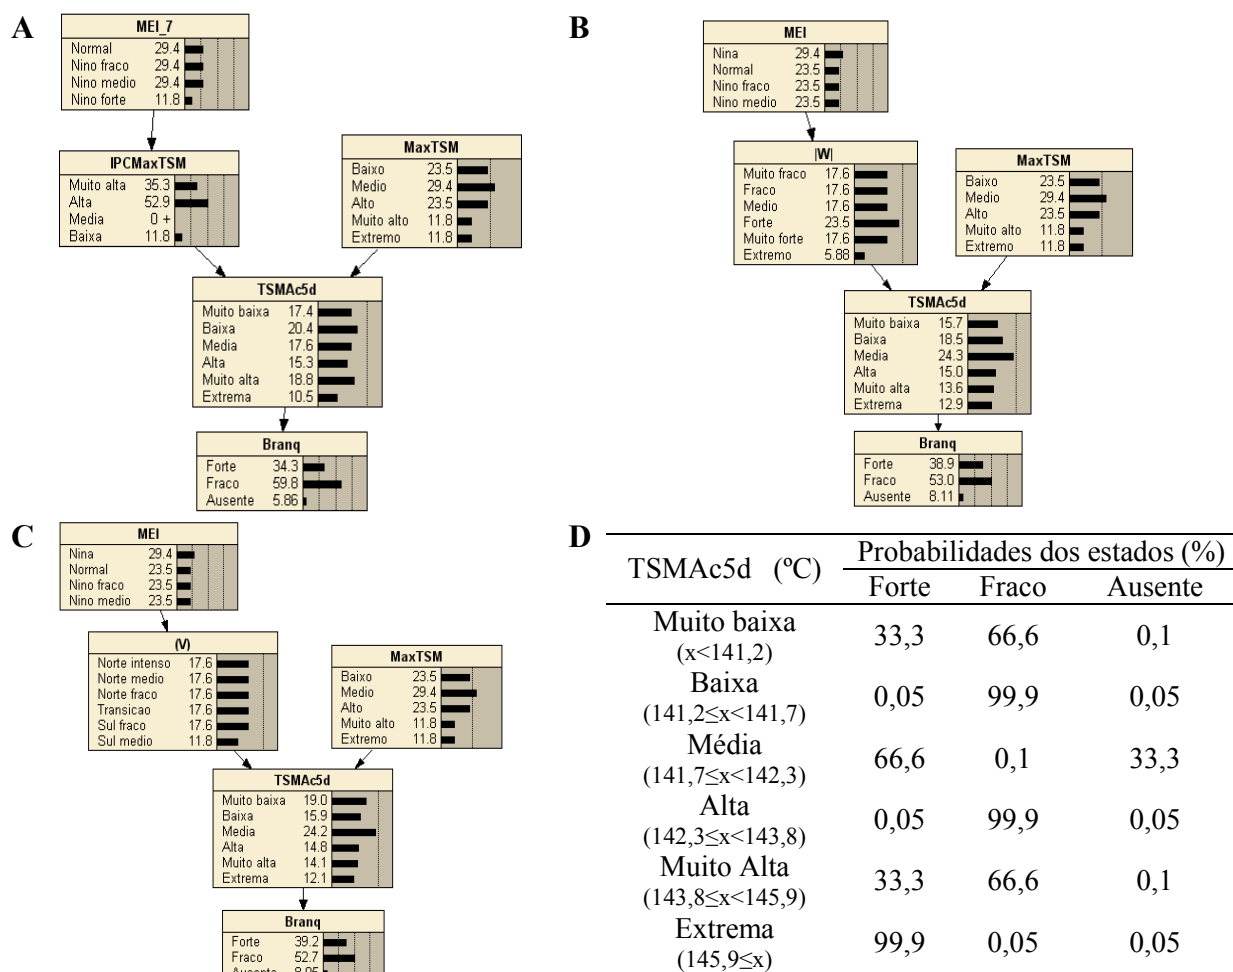 A
MEI_7
Normal 29.4
Nino fraco 29.4
Nino medio 29.4
Nino forte 11.8
IPCMaxTSM
Muito alta 35.3
Alta 52.9
Media 0 +
Baixa 11.8
MaxTSM
Baixo 23.5
Medio 29.4
Alto 23.5
Muito alto 11.8
Extremo 11.8
TSMAc5d
Muito baixa 17.4
Baixa 20.4
Media 17.6
Alta 15.3
Muito alta 18.8
Extrema 10.5
Branq
Forte 34.3
Fraco 59.8
Ausente 5.86
B
MEI
Nina 29.4
Normal 23.5
Nino fraco 23.5
Nino medio 23.5
|W|
Muito fraco 17.6
Fraco 17.6
Medio 17.6
Forte 23.5
Muito forte 17.6
Extremo 5.88
MaxTSM
Baixo 23.5
Medio 29.4
Alto 23.5
Muito alto 11.8
Extremo 11.8
TSMAc5d
Muito baixa 15.7
Baixa 18.5
Media 24.3
Alta 15.0
Muito alta 13.6
Extrema 12.9
Branq
Forte 38.9
Fraco 53.0
Ausente 8.11
C
MEI
Nina 29.4
Normal 23.5
Nino fraco 23.5
Nino medio 23.5
(V)
Norte intenso 17.6
Norte medio 17.6
Norte fraco 17.6
Transicao 17.6
Sul fraco 17.6
Sul medio 11.8
MaxTSM
Baixo 23.5
Medio 29.4
Alto 23.5
Muito alto 11.8
Extremo 11.8
TSMAc5d
Muito baixa 19.0
Baixa 15.9
Media 24.2
Alta 14.8
Muito alta 14.1
Extrema 12.1
Branq
Forte 39.2
Fraco 52.7
Ausente 8.05
D
TSMAc5d (ºC) Probabilidades dos estados (%)
Forte Fraco Ausente
Muito baixa 33,3 66,6 0,1
(x<141,2)
Baixa 0,05 99,9 0,05
(141,2≤x<141,7)
Média 66,6 0,1 33,3
(141,7≤x<142,3)
Alta 0,05 99,9 0,05
(142,3≤x<143,8)
Muito Alta 33,3 66,6 0,1
(143,8≤x<145,9)
Extrema 99,9 0,05 0,05
(145,9≤x)